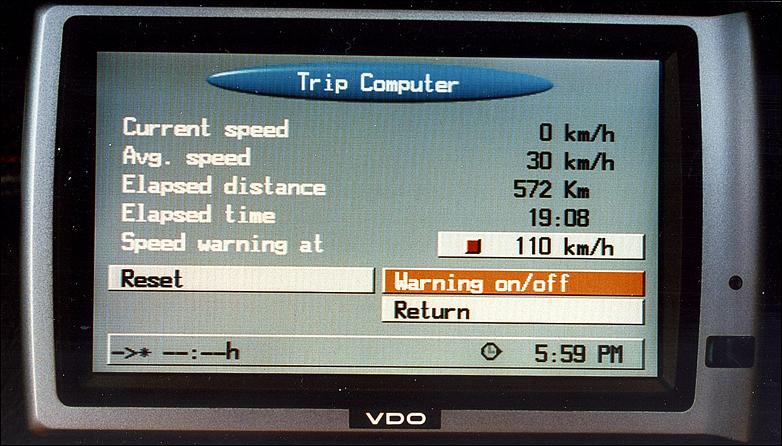 Trip Computer
Current speed 0 km/h
Avg. speed 30 km/h
Elapsed distance 572 Km
Elapsed time 19:08
Speed warning at 110 km/h
Reset Warning on/off
Return
->* --:--h 5:59 PM
VDO